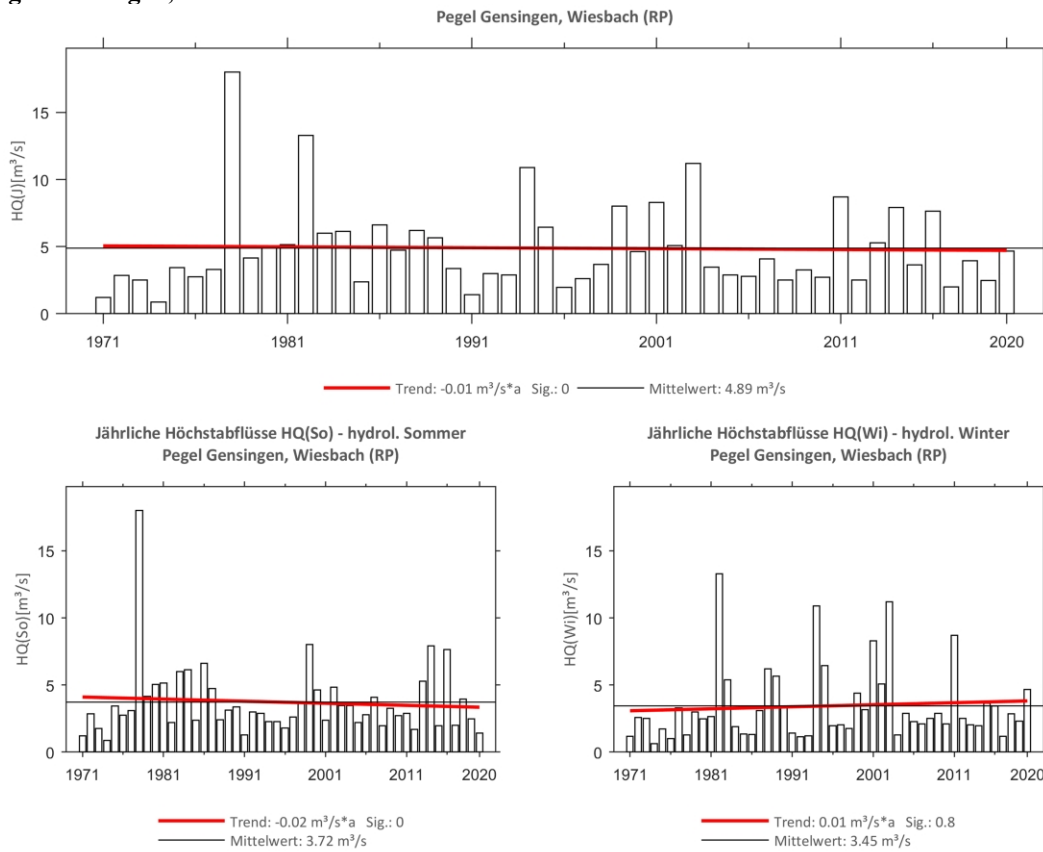 Pegel Gensingen, Wiesbach (RP)
HQ(J)[m³/s]
15
10
5
0
1971 1981 1991 2001 2011 2020
Trend: -0.01 m³/s*a Sig.: 0 Mittelwert: 4.89 m³/s
Jährliche Höchstabflüsse HQ(So) - hydrol. Sommer
Pegel Gensingen, Wiesbach (RP)
HQ(So)[m³/s]
15
10
5
0
1971 1981 1991 2001 2011 2020
Trend: -0.02 m³/s*a Sig.: 0
Mittelwert: 3.72 m³/s
Jährliche Höchstabflüsse HQ(Wi) - hydrol. Winter
Pegel Gensingen, Wiesbach (RP)
HQ(Wi)[m³/s]
15
10
5
0
1971 1981 1991 2001 2011 2020
Trend: 0.01 m³/s*a Sig.: 0.8
Mittelwert: 3.45 m³/s